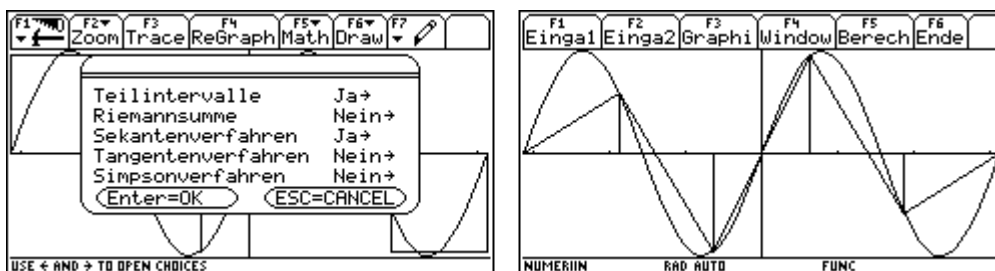 F1 F2 F3 F4 F5 F6 F7
Zoom Trace ReGraph Math Draw
Teilintervalle Ja→
Riemannsumme Nein→
Sekantenverfahren Ja→
Tangentenverfahren Nein→
Simpsonverfahren Nein→
Enter=OK ESC=CANCEL
USE ← AND → TO OPEN CHOICES
F1 F2 F3 F4 F5 F6
Einga1 Einga2 Graphi Window Berech Ende
NUMERIIN RAD AUTO FUNC